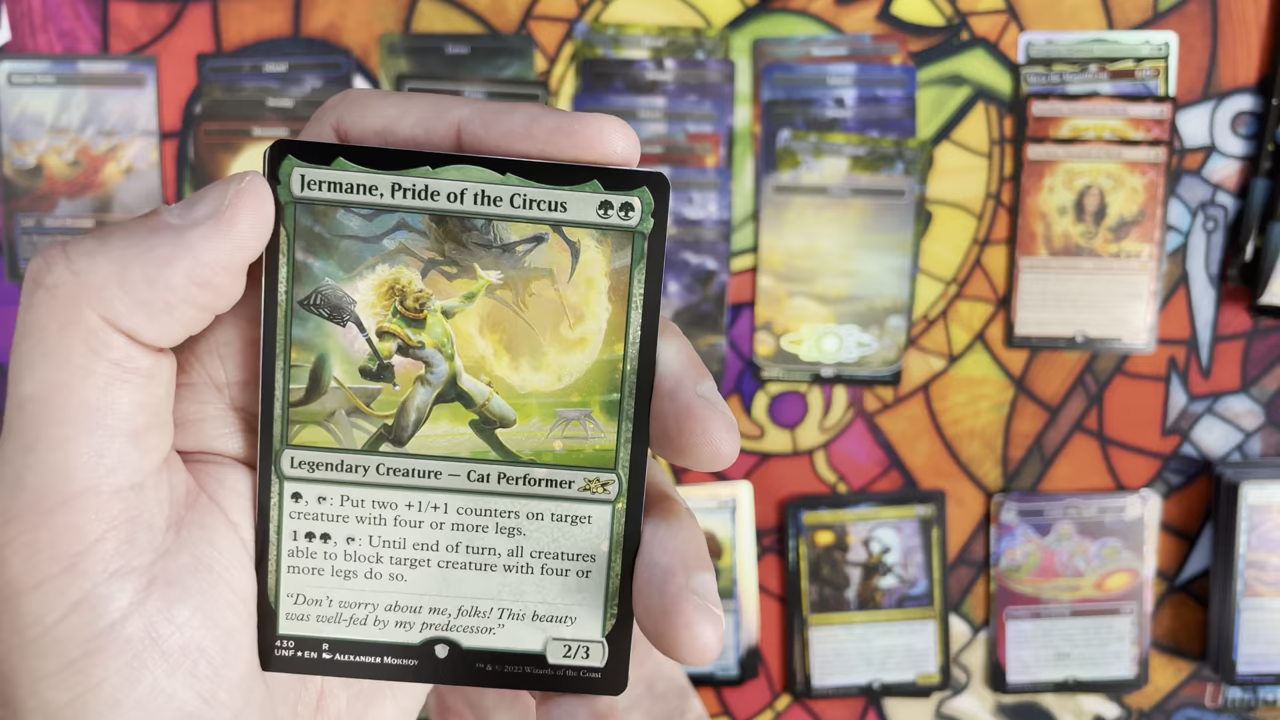 Jermane, Pride of the Circus
Legendary Creature — Cat Performer
: Put two +1/+1 counters on target
creature with four or more legs.
1 : Until end of turn, all creatures
able to block target creature with four or
more legs do so.
"Don't worry about me, folks! This beauty
was well-fed by my predecessor."
2/3
430 R
UNF★EN ALEXANDER MOKHOV
™ & © 2022 Wizards of the Coast